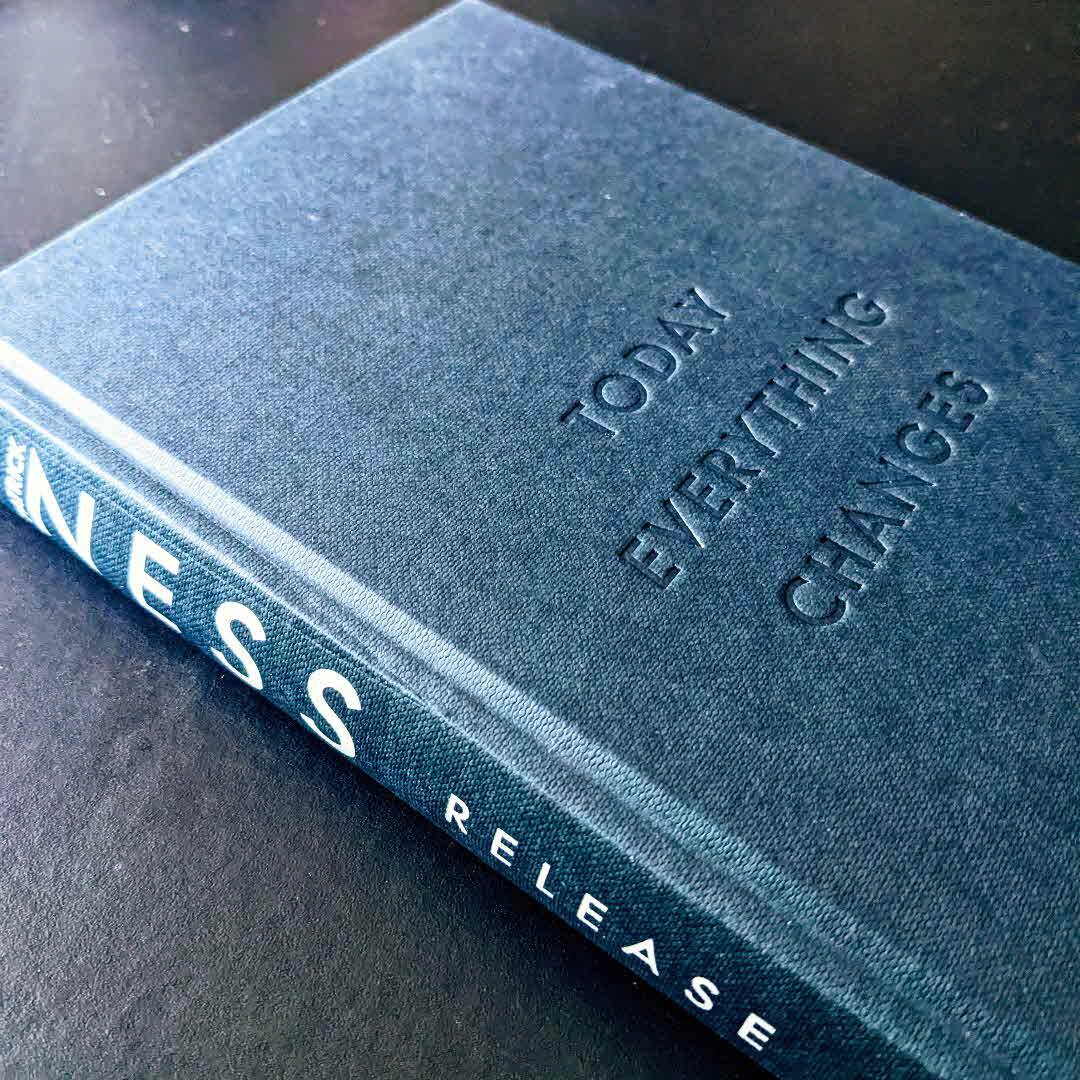 TODAY
EVERYTHING
CHANGES
NESS
RELEASE